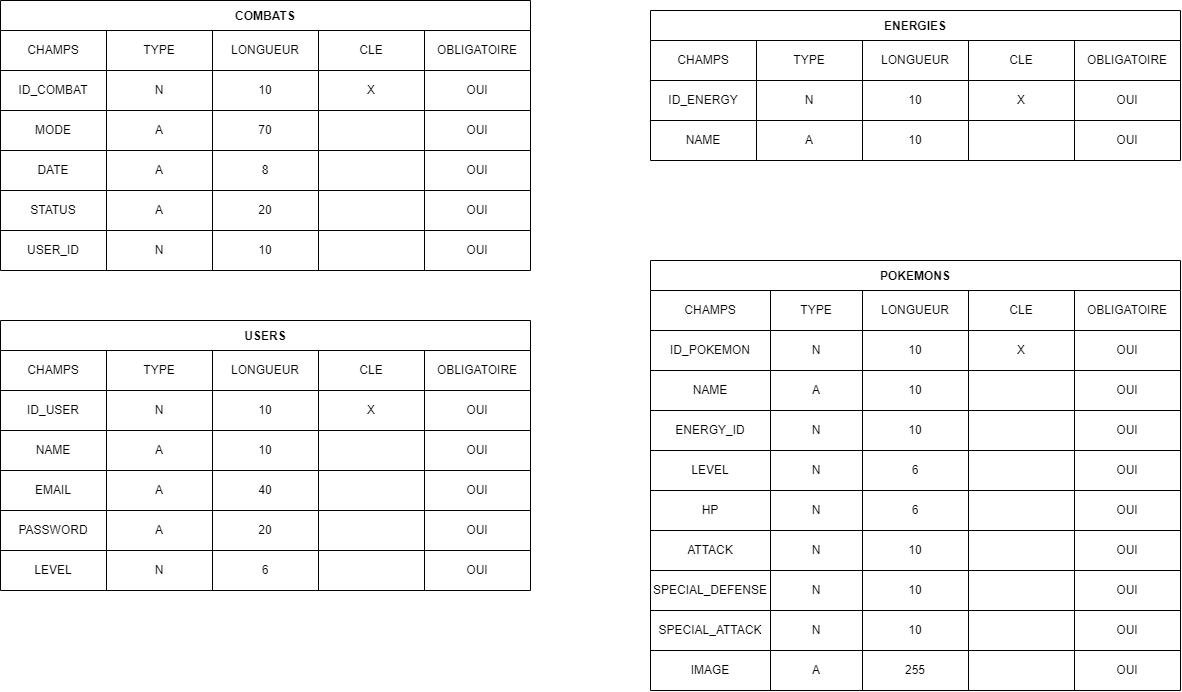 COMBATS
CHAMPS TYPE LONGUEUR CLE OBLIGATOIRE
ID_COMBAT N 10 X OUI
MODE A 70 OUI
DATE A 8 OUI
STATUS A 20 OUI
USER_ID N 10 OUI
USERS
CHAMPS TYPE LONGUEUR CLE OBLIGATOIRE
ID_USER N 10 X OUI
NAME A 10 OUI
EMAIL A 40 OUI
PASSWORD A 20 OUI
LEVEL N 6 OUI
ENERGIES
CHAMPS TYPE LONGUEUR CLE OBLIGATOIRE
ID_ENERGY N 10 X OUI
NAME A 10 OUI
POKEMONS
CHAMPS TYPE LONGUEUR CLE OBLIGATOIRE
ID_POKEMON N 10 X OUI
NAME A 10 OUI
ENERGY_ID N 10 OUI
LEVEL N 6 OUI
HP N 6 OUI
ATTACK N 10 OUI
SPECIAL_DEFENSE N 10 OUI
SPECIAL_ATTACK N 10 OUI
IMAGE A 255 OUI